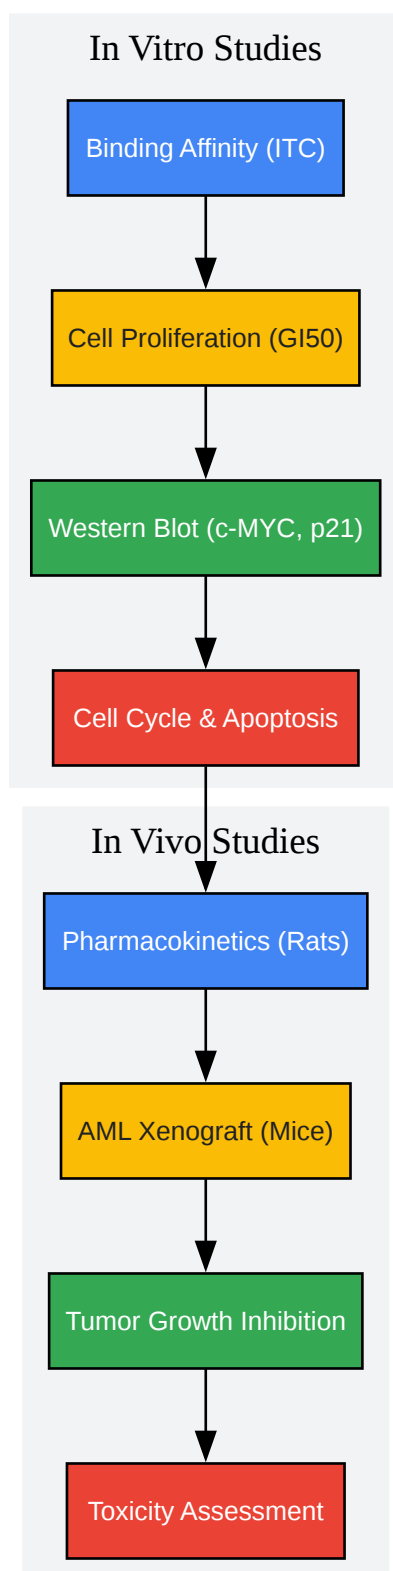 In Vitro Studies
Binding Affinity (ITC)
Cell Proliferation (GI50)
Western Blot (c-MYC, p21)
Cell Cycle & Apoptosis
In Vivo Studies
Pharmacokinetics (Rats)
AML Xenograft (Mice)
Tumor Growth Inhibition
Toxicity Assessment